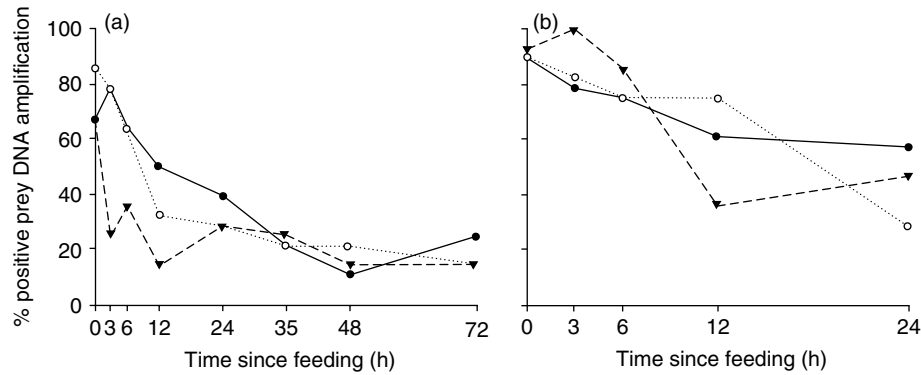 (a)
(b)
% positive prey DNA amplification
100
80
60
40
20
0
0 3 6 12 24 35 48 72
0 3 6 12 24
Time since feeding (h)
Time since feeding (h)